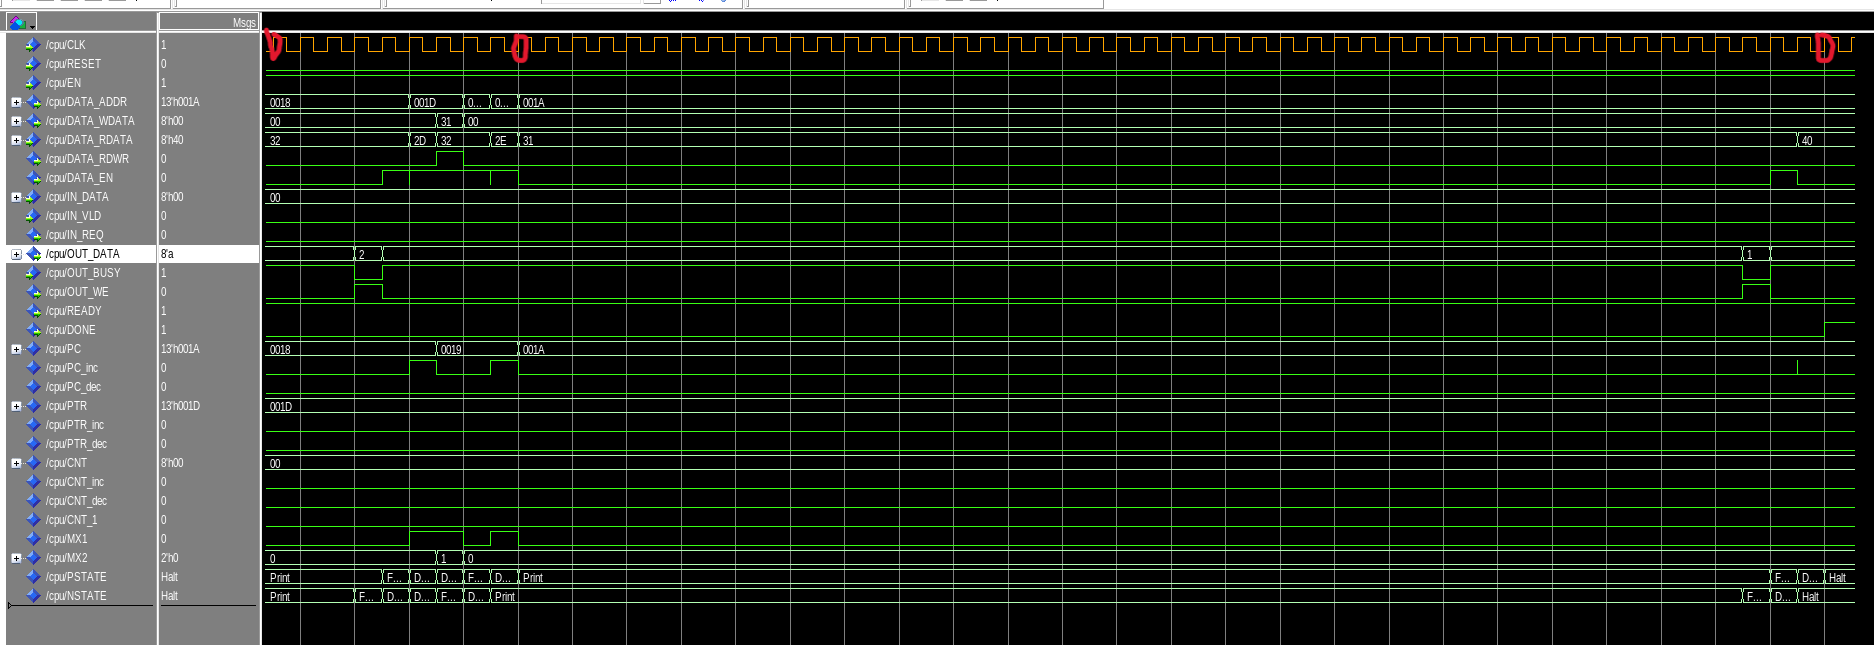 Msgs
/cpu/CLK 1
/cpu/RESET 0
/cpu/EN 1
/cpu/DATA_ADDR 13'h001A 0018 001D 0... 0... 001A
/cpu/DATA_WDATA 8'h00 00 31 00
/cpu/DATA_RDATA 8'h40 32 2D 32 2E 31 40
/cpu/DATA_RDWR 0
/cpu/DATA_EN 0
/cpu/IN_DATA 8'h00 00
/cpu/IN_VLD 0
/cpu/IN_REQ 0
/cpu/OUT_DATA 8'a 2 1
/cpu/OUT_BUSY 1
/cpu/OUT_WE 0
/cpu/READY 1
/cpu/DONE 1
/cpu/PC 13'h001A 0018 0019 001A
/cpu/PC_inc 0
/cpu/PC_dec 0
/cpu/PTR 13'h001D 001D
/cpu/PTR_inc 0
/cpu/PTR_dec 0
/cpu/CNT 8'h00 00
/cpu/CNT_inc 0
/cpu/CNT_dec 0
/cpu/CNT_1 0
/cpu/MX1 0
/cpu/MX2 2'h0 0 1 0
/cpu/PSTATE Halt Print F... D... D... F... D... Print F... D... Halt
/cpu/NSTATE Halt Print F... D... D... F... D... Print F... D... Halt